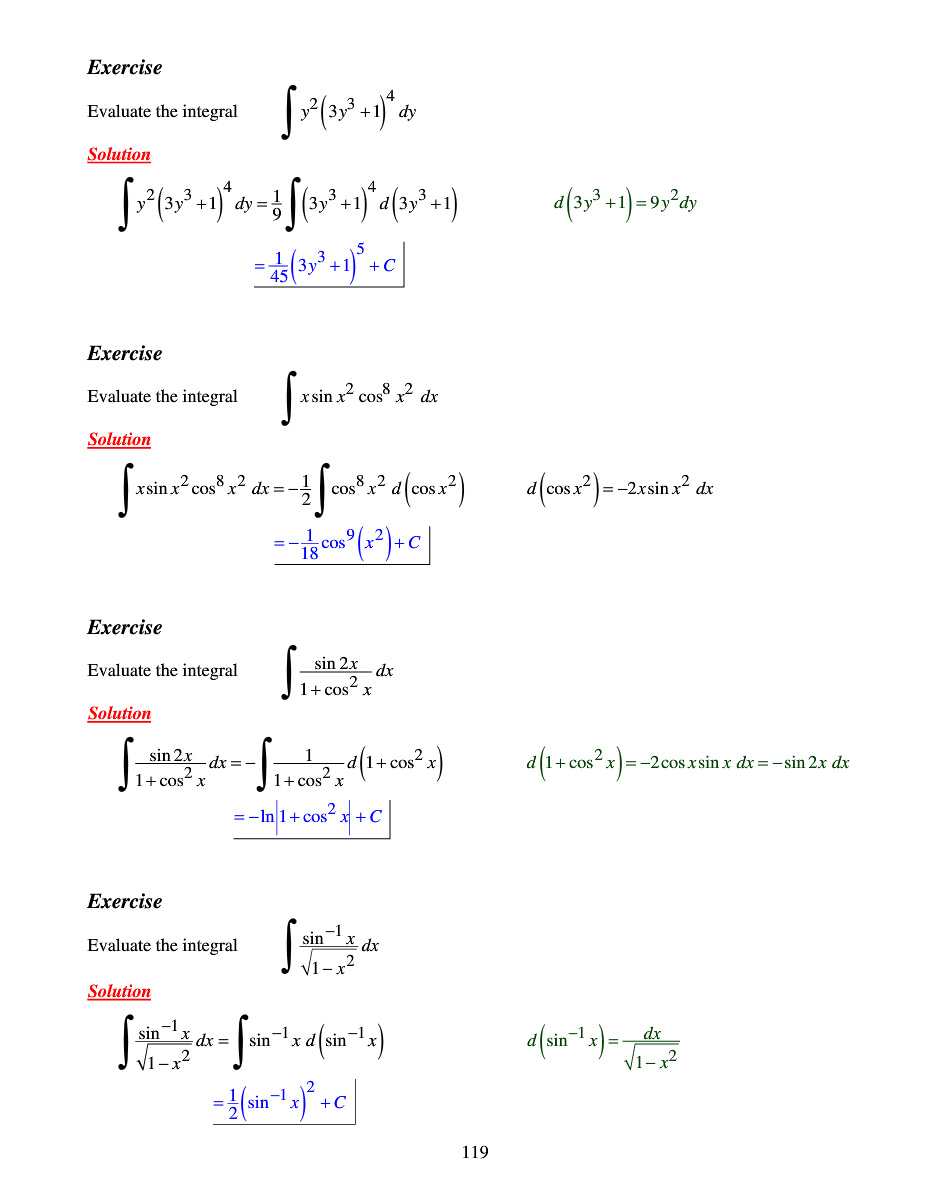 Exercise
Evaluate the integral ∫ y²(3y³ + 1)⁴ dy
Solution
∫ y²(3y³ + 1)⁴ dy = 1/9 ∫ (3y³ + 1)⁴ d(3y³ + 1) d(3y³ + 1) = 9y²dy
= 1/45 (3y³ + 1)⁵ + C
Exercise
Evaluate the integral ∫ x sin x² cos⁸ x² dx
Solution
∫ x sin x² cos⁸ x² dx = −1/2 ∫ cos⁸ x² d(cos x²) d(cos x²) = −2x sin x² dx
= −1/18 cos⁹(x²) + C
Exercise
Evaluate the integral ∫ sin 2x / (1 + cos² x) dx
Solution
∫ sin 2x / (1 + cos² x) dx = −∫ 1 / (1 + cos² x) d(1 + cos² x) d(1 + cos² x) = −2cos x sin x dx = −sin 2x dx
= −ln|1 + cos² x| + C
Exercise
Evaluate the integral ∫ sin⁻¹ x / √(1 − x²) dx
Solution
∫ sin⁻¹ x / √(1 − x²) dx = ∫ sin⁻¹ x d(sin⁻¹ x) d(sin⁻¹ x) = dx / √(1 − x²)
= 1/2 (sin⁻¹ x)² + C
119